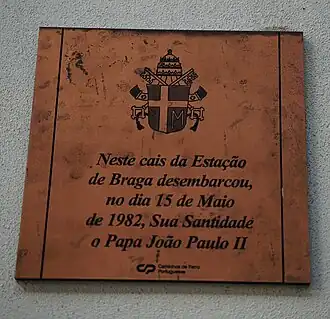 Neste cais da Estação
de Braga desembarcou,
no dia 15 de Maio
de 1982, Sua Santidade
o Papa João Paulo II
CP Caminhos de Ferro
Portugueses